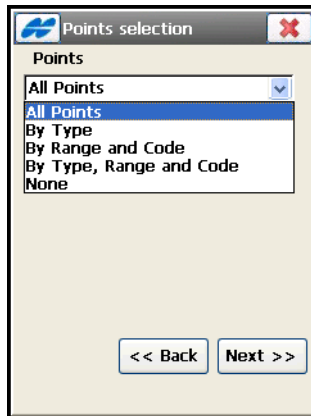 Points selection
Points
All Points
All Points
By Type
By Range and Code
By Type, Range and Code
None
<< Back Next >>